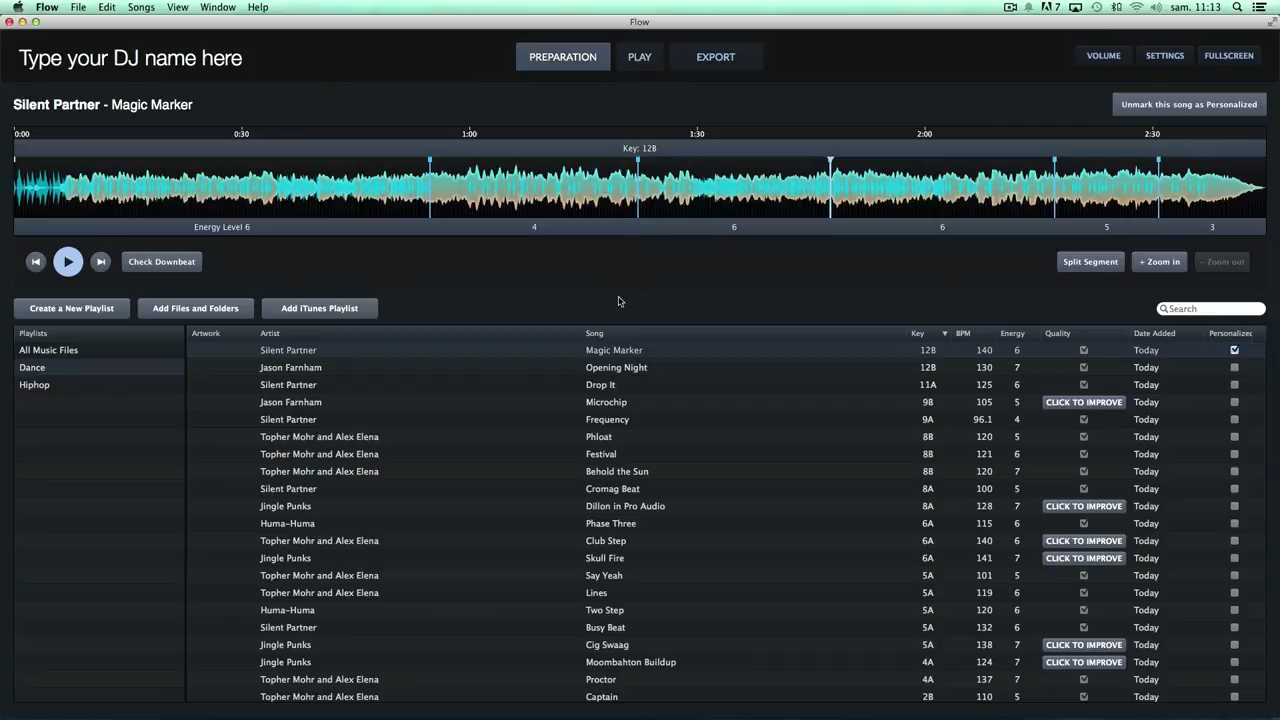 Flow File Edit Songs View Window Help 7 sam. 11:13
Flow
Type your DJ name here PREPARATION PLAY EXPORT VOLUME SETTINGS FULLSCREEN
Silent Partner - Magic Marker Unmark this song as Personalized
0:00 0:30 1:00 1:30 2:00 2:30
Key: 12B
Energy Level 6 4 6 6 5 3
Check Downbeat Split Segment + Zoom in - Zoom out
Create a New Playlist Add Files and Folders Add iTunes Playlist Search
Playlists Artwork Artist Song Key BPM Energy Quality Date Added Personalized
All Music Files Silent Partner Magic Marker 12B 140 6 Today
Dance Jason Farnham Opening Night 12B 130 7 Today
Hiphop Silent Partner Drop It 11A 125 6 Today
Jason Farnham Microchip 9B 105 5 CLICK TO IMPROVE Today
Silent Partner Frequency 9A 96.1 4 Today
Topher Mohr and Alex Elena Phloat 8B 120 5 Today
Topher Mohr and Alex Elena Festival 8B 121 6 Today
Topher Mohr and Alex Elena Behold the Sun 8B 120 7 Today
Silent Partner Cromag Beat 8A 100 5 Today
Jingle Punks Dillon in Pro Audio 8A 128 7 CLICK TO IMPROVE Today
Huma-Huma Phase Three 6A 115 6 Today
Topher Mohr and Alex Elena Club Step 6A 140 6 CLICK TO IMPROVE Today
Jingle Punks Skull Fire 6A 141 7 CLICK TO IMPROVE Today
Topher Mohr and Alex Elena Say Yeah 5A 101 5 Today
Topher Mohr and Alex Elena Lines 5A 119 6 Today
Huma-Huma Two Step 5A 120 6 Today
Silent Partner Busy Beat 5A 132 6 Today
Jingle Punks Cig Swaag 5A 138 7 CLICK TO IMPROVE Today
Jingle Punks Moombahton Buildup 4A 124 7 CLICK TO IMPROVE Today
Topher Mohr and Alex Elena Proctor 4A 137 7 Today
Topher Mohr and Alex Elena Captain 2B 110 5 Today